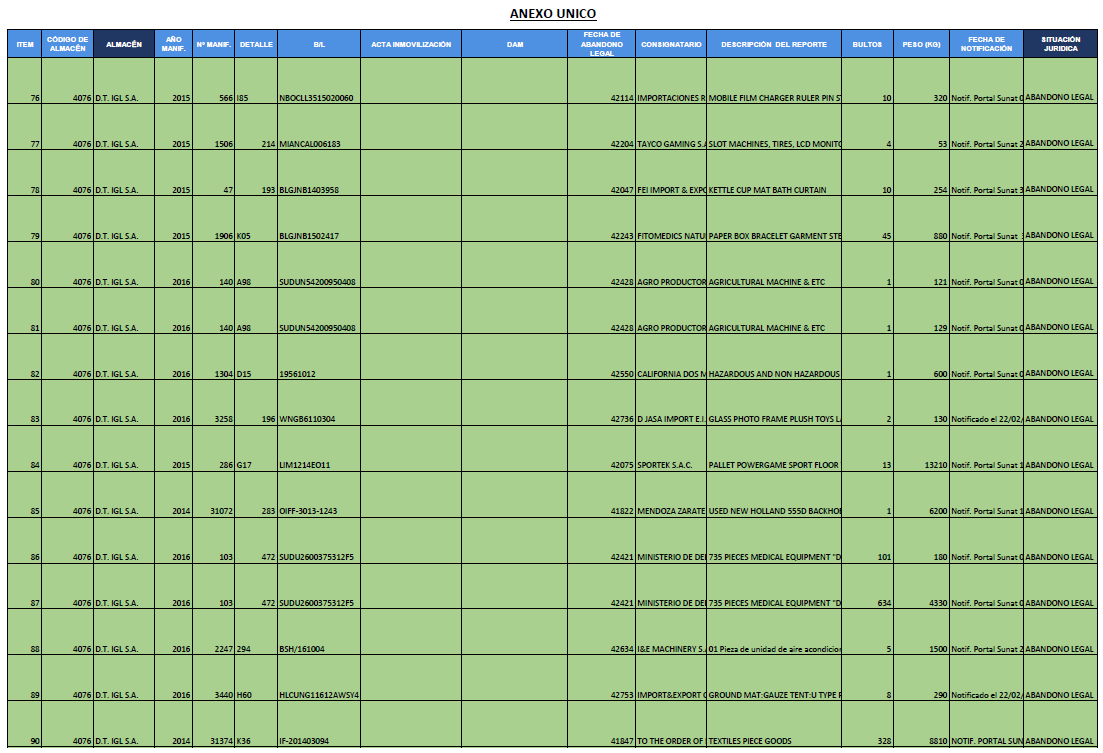 ANEXO UNICO
ITEM CÓDIGO DE ALMACÉN ALMACÉN AÑO MANIF. Nº MANIF. DETALLE B/L ACTA INMOVILIZACIÓN DAM FECHA DE ABANDONO LEGAL CONSIGNATARIO DESCRIPCIÓN DEL REPORTE BULTOS PESO (KG) FECHA DE NOTIFICACIÓN SITUACIÓN JURIDICA
76 4076 D.T. IGL S.A. 2015 566 I85 NBOCLL3515020060 42114 IMPORTACIONES R MOBILE FILM CHARGER RULER PIN S 10 320 Notif. Portal Sunat 0 ABANDONO LEGAL
77 4076 D.T. IGL S.A. 2015 1506 214 MIANCAL006183 42204 TAYCO GAMING S.A SLOT MACHINES, TIRES, LCD MONITO 4 53 Notif. Portal Sunat 2 ABANDONO LEGAL
78 4076 D.T. IGL S.A. 2015 47 193 BLGJNB1403958 42047 FEI IMPORT & EXPO KETTLE CUP MAT BATH CURTAIN 10 254 Notif. Portal Sunat 3 ABANDONO LEGAL
79 4076 D.T. IGL S.A. 2015 1906 K05 BLGJNB1502417 42243 FITOMEDICS NATU PAPER BOX BRACELET GARMENT STE 45 880 Notif. Portal Sunat ABANDONO LEGAL
80 4076 D.T. IGL S.A. 2016 140 A98 SUDUN54200950408 42428 AGRO PRODUCTOR AGRICULTURAL MACHINE & ETC 1 121 Notif. Portal Sunat 0 ABANDONO LEGAL
81 4076 D.T. IGL S.A. 2016 140 A98 SUDUN54200950408 42428 AGRO PRODUCTOR AGRICULTURAL MACHINE & ETC 1 129 Notif. Portal Sunat 0 ABANDONO LEGAL
82 4076 D.T. IGL S.A. 2016 1304 D15 19561012 42550 CALIFORNIA DOS M HAZARDOUS AND NON HAZARDOUS 1 600 Notif. Portal Sunat 0 ABANDONO LEGAL
83 4076 D.T. IGL S.A. 2016 3258 196 WNGB6110304 42736 D JASA IMPORT E.I. GLASS PHOTO FRAME PLUSH TOYS L 2 130 Notificado el 22/02/ ABANDONO LEGAL
84 4076 D.T. IGL S.A. 2015 286 G17 LIM1214EO11 42075 SPORTEK S.A.C. PALLET POWERGAME SPORT FLOOR 13 13210 Notif. Portal Sunat 1 ABANDONO LEGAL
85 4076 D.T. IGL S.A. 2014 31072 283 OIFF-3013-1243 41822 MENDOZA ZARATE USED NEW HOLLAND 555D BACKHO 1 6200 Notif. Portal Sunat 1 ABANDONO LEGAL
86 4076 D.T. IGL S.A. 2016 103 472 SUDU2600375312F5 42421 MINISTERIO DE DE 735 PIECES MEDICAL EQUIPMENT "D 101 180 Notif. Portal Sunat 0 ABANDONO LEGAL
87 4076 D.T. IGL S.A. 2016 103 472 SUDU2600375312F5 42421 MINISTERIO DE DE 735 PIECES MEDICAL EQUIPMENT "D 634 4330 Notif. Portal Sunat 0 ABANDONO LEGAL
88 4076 D.T. IGL S.A. 2016 2247 294 BSH/161004 42634 I&E MACHINERY S. 01 Pieza de unidad de aire acondicion 5 1500 Notif. Portal Sunat 2 ABANDONO LEGAL
89 4076 D.T. IGL S.A. 2016 3440 H60 HLCUNG11612AWSY4 42753 IMPORT&EXPORT GROUND MAT:GAUZE TENT:U TYPE 8 290 Notificado el 22/02/ ABANDONO LEGAL
90 4076 D.T. IGL S.A. 2014 31374 K36 IF-201403094 41847 TO THE ORDER OF TEXTILES PIECE GOODS 328 8810 NOTIF. PORTAL SUN ABANDONO LEGAL